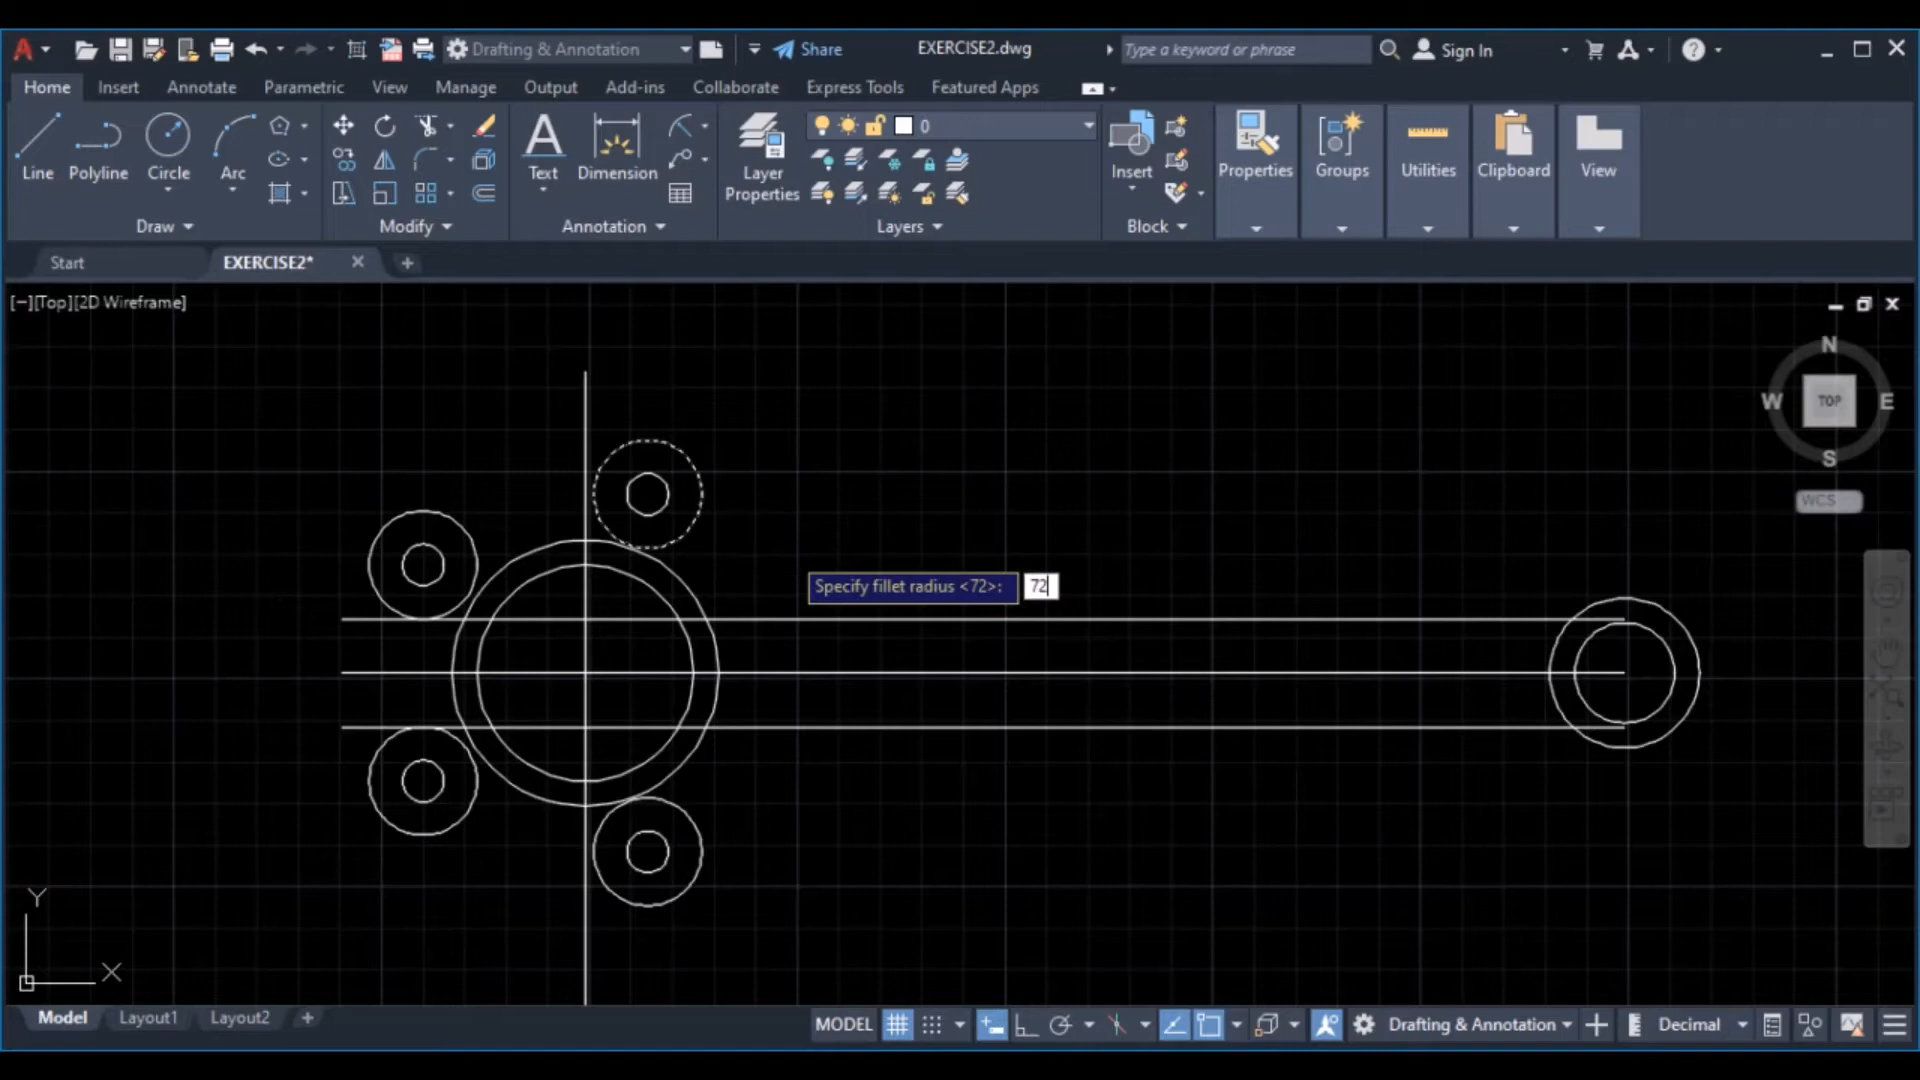 Drafting & Annotation
Share
EXERCISE2.dwg
Type a keyword or phrase
Sign In
Home Insert Annotate Parametric View Manage Output Add-ins Collaborate Express Tools Featured Apps
Line Polyline Circle Arc
Text Dimension
Layer Properties
0
Insert
Properties Groups Utilities Clipboard View
Draw Modify Annotation Layers Block
Start EXERCISE2*
[−][Top][2D Wireframe]
N
W TOP E
S
WCS
Specify fillet radius <72>: 72
Y
X
Model Layout1 Layout2
MODEL Drafting & Annotation Decimal